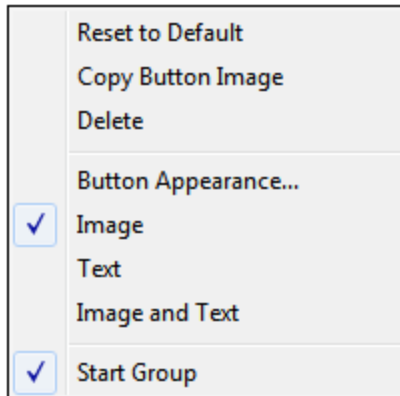 Reset to Default
Copy Button Image
Delete
Button Appearance...
Image
Text
Image and Text
Start Group